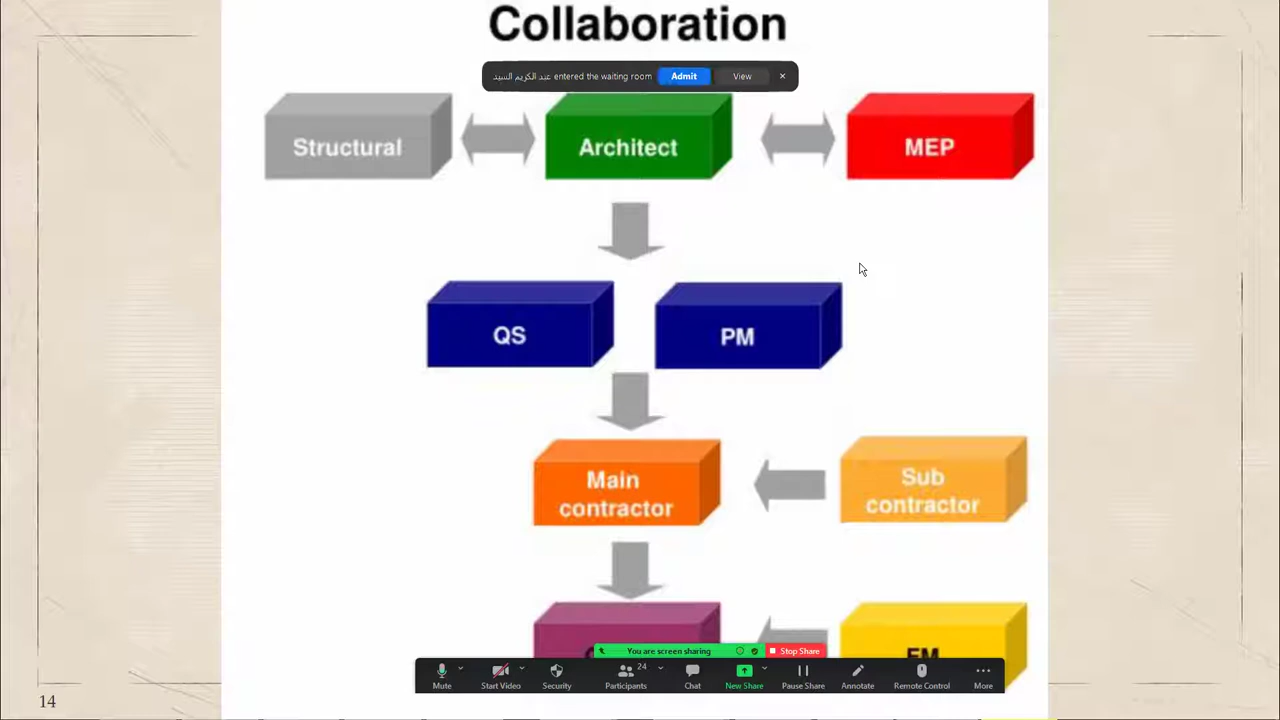 Collaboration
عبد الكريم السيد entered the waiting room Admit View
Structural
Architect
MEP
QS
PM
Main
contractor
Sub
contractor
FM
You are screen sharing
Stop Share
24
Mute
Start Video
Security
Participants
Chat
New Share
Pause Share
Annotate
Remote Control
More
14